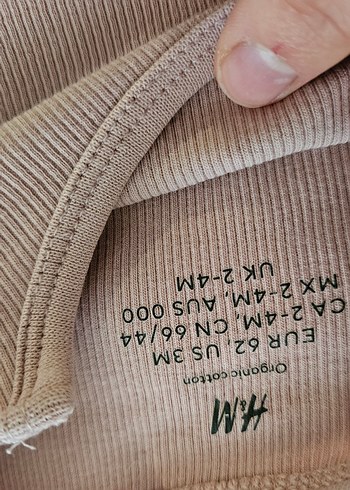 H&M
Organic cotton
EUR 62, US 3M
CA 2-4M, CN 66/44
MX 2-4M, AUS 000
UK 2-4M